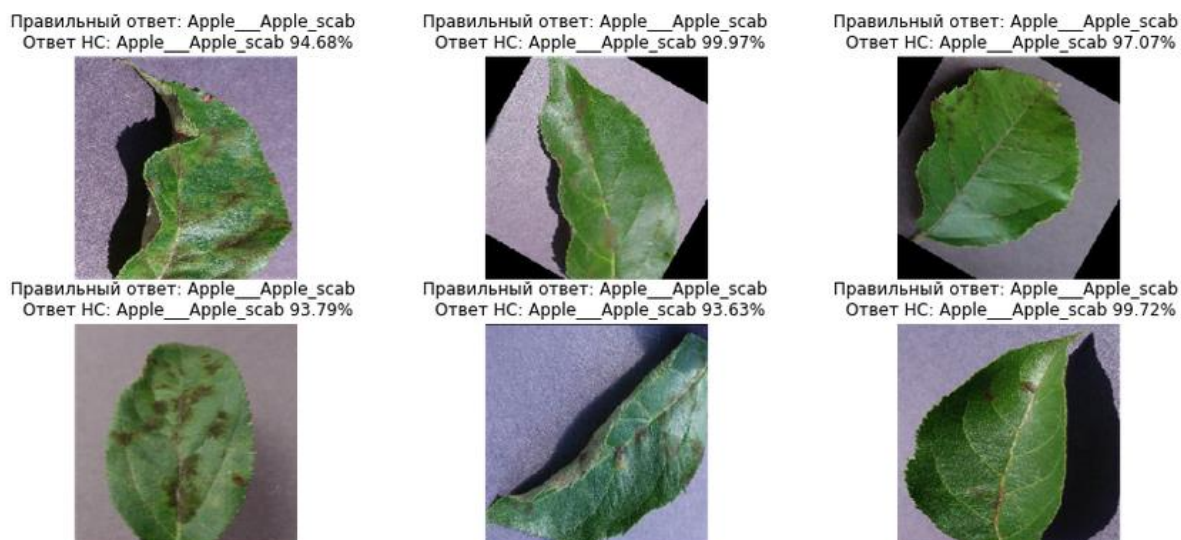 Правильный ответ: Apple___Apple_scab
Ответ НС: Apple___Apple_scab 94.68%
Правильный ответ: Apple___Apple_scab
Ответ НС: Apple___Apple_scab 99.97%
Правильный ответ: Apple___Apple_scab
Ответ НС: Apple___Apple_scab 97.07%
Правильный ответ: Apple___Apple_scab
Ответ НС: Apple___Apple_scab 93.79%
Правильный ответ: Apple___Apple_scab
Ответ НС: Apple___Apple_scab 93.63%
Правильный ответ: Apple___Apple_scab
Ответ НС: Apple___Apple_scab 99.72%